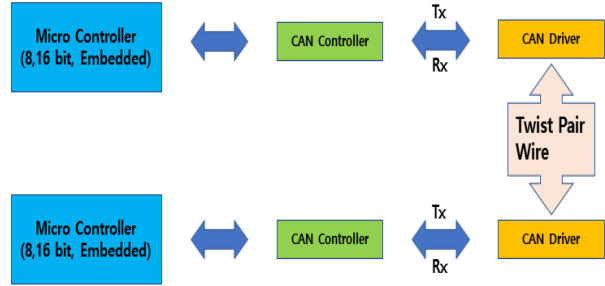 Micro Controller
(8,16 bit, Embedded)
CAN Controller
Tx
Rx
CAN Driver
Twist Pair
Wire
Micro Controller
(8,16 bit, Embedded)
CAN Controller
Tx
Rx
CAN Driver